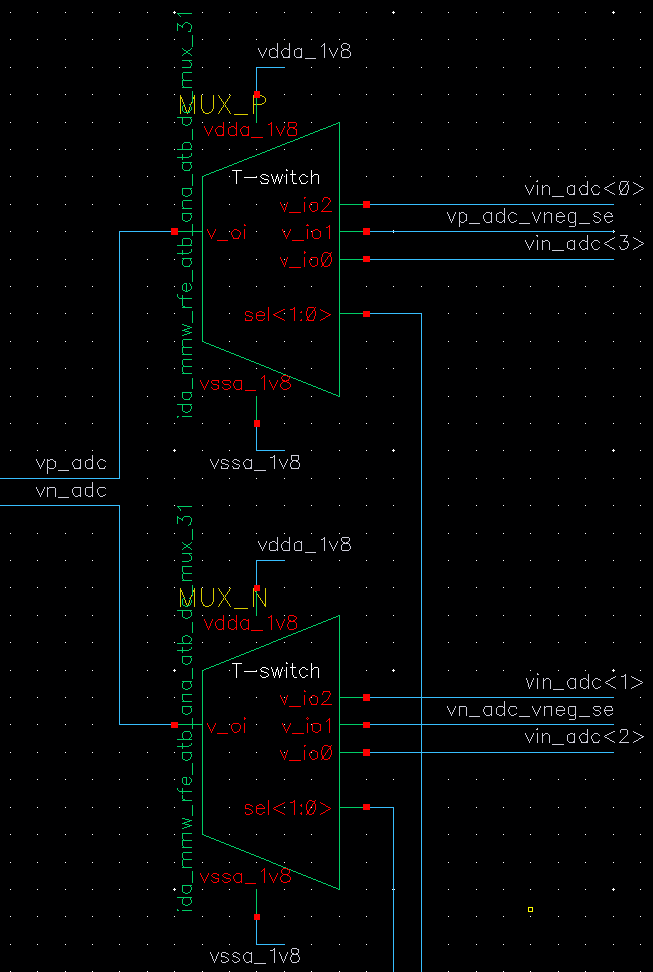 vdda_1v8
MUX_P
vdda_1v8
T-switch
vin_adc<0>
v_io2
vp_adc_vneg_se
v_oi
v_io1
vin_adc<3>
v_io0
sel<1:0>
vssa_1v8
vp_adc
vssa_1v8
vn_adc
vdda_1v8
MUX_N
vdda_1v8
T-switch
vin_adc<1>
v_io2
vn_adc_vneg_se
v_oi
v_io1
vin_adc<2>
v_io0
sel<1:0>
vssa_1v8
vssa_1v8